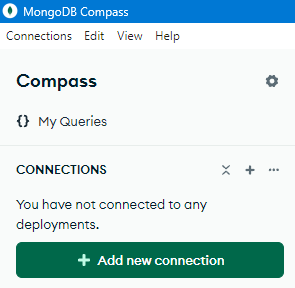 MongoDB Compass
Connections Edit View Help
Compass
{} My Queries
CONNECTIONS
You have not connected to any
deployments.
Add new connection